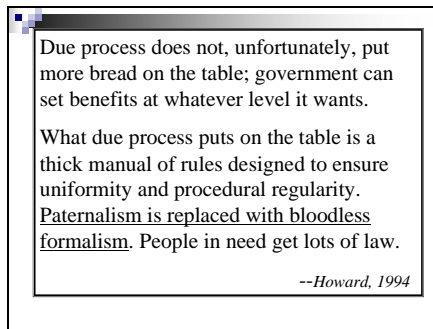 Due process does not, unfortunately, put
more bread on the table; government can
set benefits at whatever level it wants.
What due process puts on the table is a
thick manual of rules designed to ensure
uniformity and procedural regularity.
Paternalism is replaced with bloodless
formalism. People in need get lots of law.
--Howard, 1994